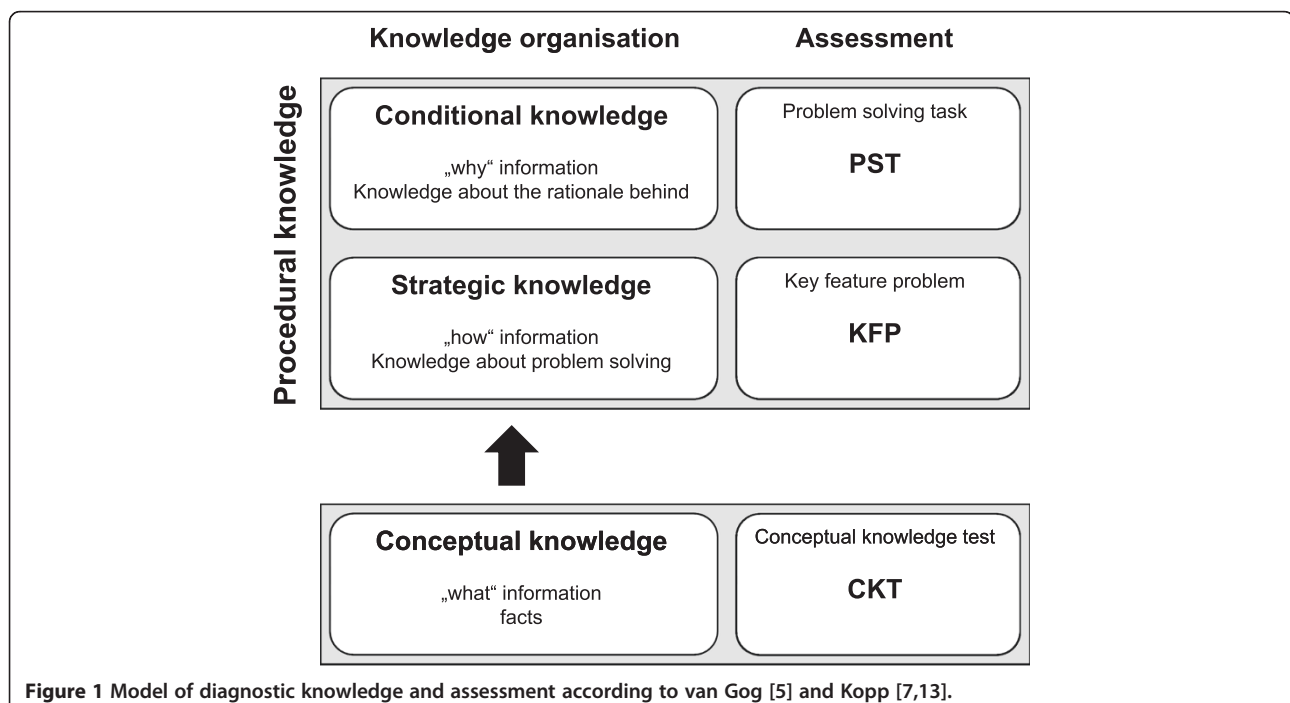 Knowledge organisation
Assessment
Procedural knowledge
Conditional knowledge
„why“ information
Knowledge about the rationale behind
Problem solving task
PST
Strategic knowledge
„how“ information
Knowledge about problem solving
Key feature problem
KFP
Conceptual knowledge
„what“ information
facts
Conceptual knowledge test
CKT
Figure 1 Model of diagnostic knowledge and assessment according to van Gog [5] and Kopp [7,13].